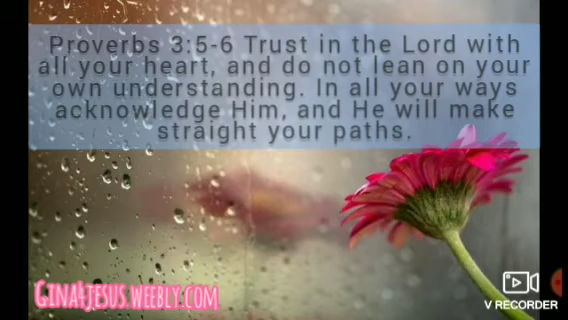 Proverbs 3:5-6 Trust in the Lord with
all your heart, and do not lean on your
own understanding. In all your ways
acknowledge Him, and He will make
straight your paths.
Gina4Jesus.weebly.com
V RECORDER